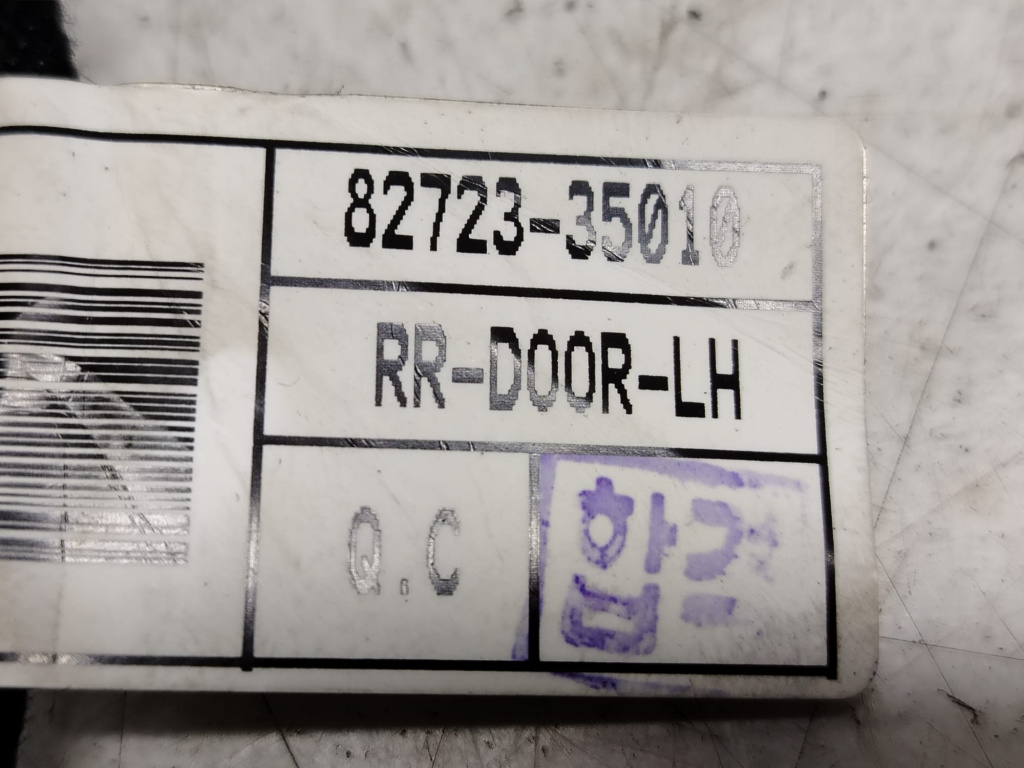 82723-35010
RR-DOOR-LH
Q.C
합격